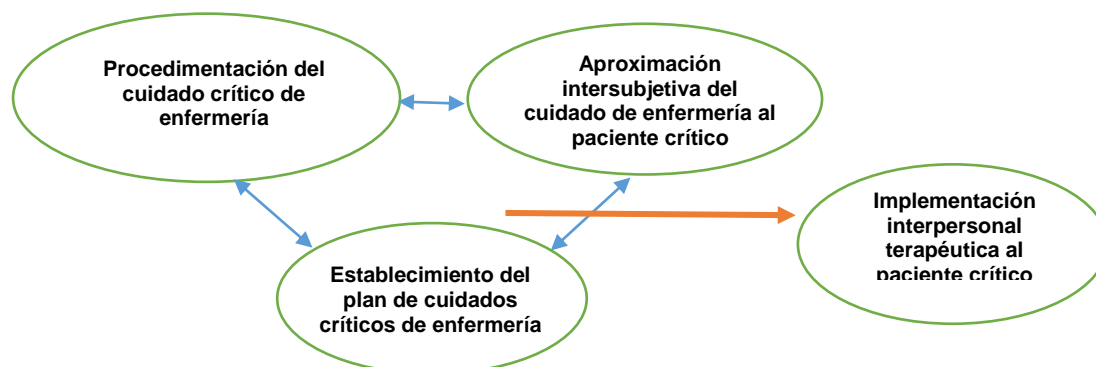 Procedimentación del
cuidado crítico de
enfermería
Aproximación
intersubjetiva del
cuidado de enfermería al
paciente crítico
Implementación
interpersonal
terapéutica al
paciente crítico
Establecimiento del
plan de cuidados
críticos de enfermería